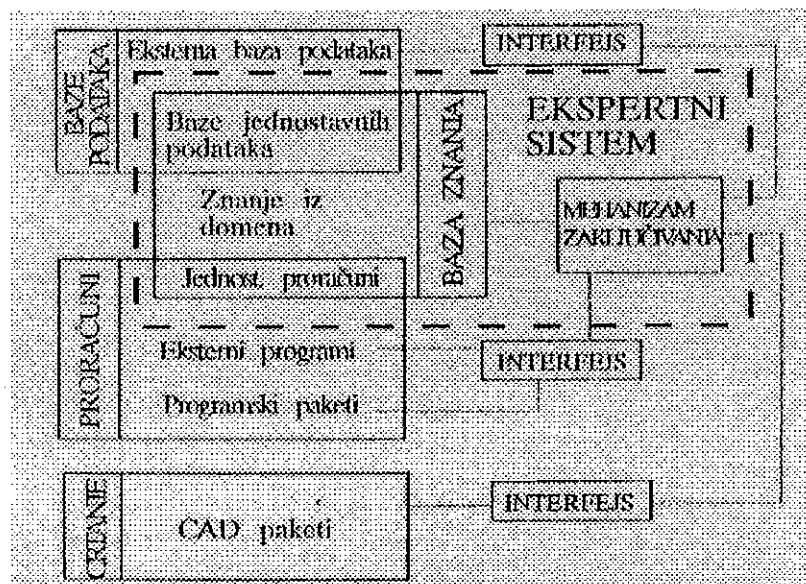 BAZE
PODATAKA
Eksterna baza podataka
INTERFEJS
Baze jednostavnih
podataka
Znanje iz
domena
Jednost. proračuni
BAZA ZNANJA
EKSPERTNI
SISTEM
MEHANIZAM
ZAKLJUČIVANJA
PRORAČUNI
Eksterni programi
Programski paketi
INTERFEJS
CRTANJE
CAD paketi
INTERFEJS